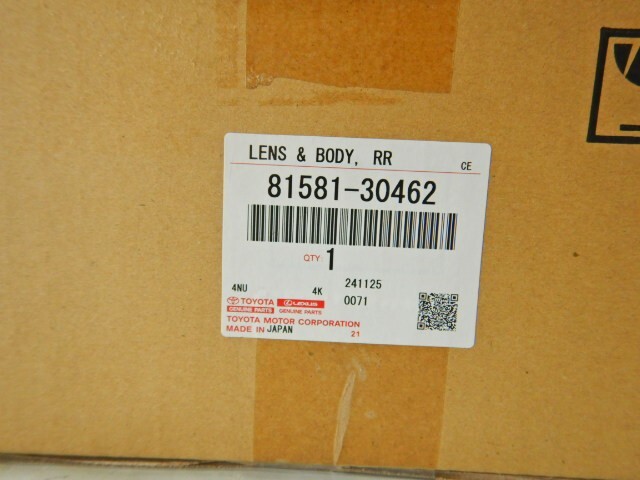 LENS & BODY, RR
CE
81581-30462
QTY 1
241125
4NU 4K 0071
TOYOTA LEXUS
GENUINE PARTS GENUINE PARTS
TOYOTA MOTOR CORPORATION
MADE IN JAPAN 21